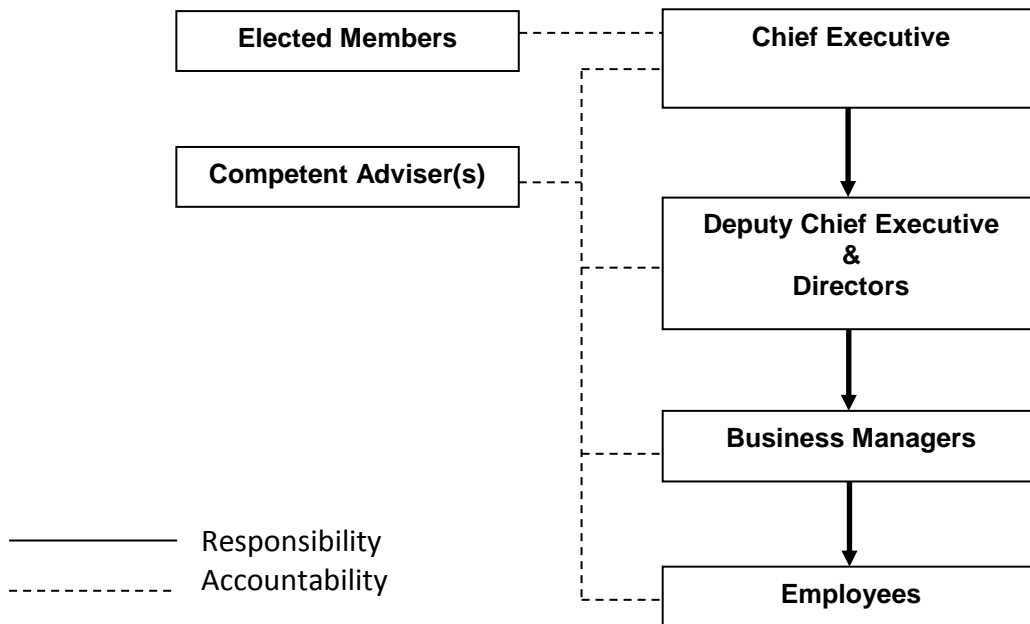 Elected Members
Chief Executive
Competent Adviser(s)
Deputy Chief Executive
&
Directors
Business Managers
Responsibility
Accountability
Employees